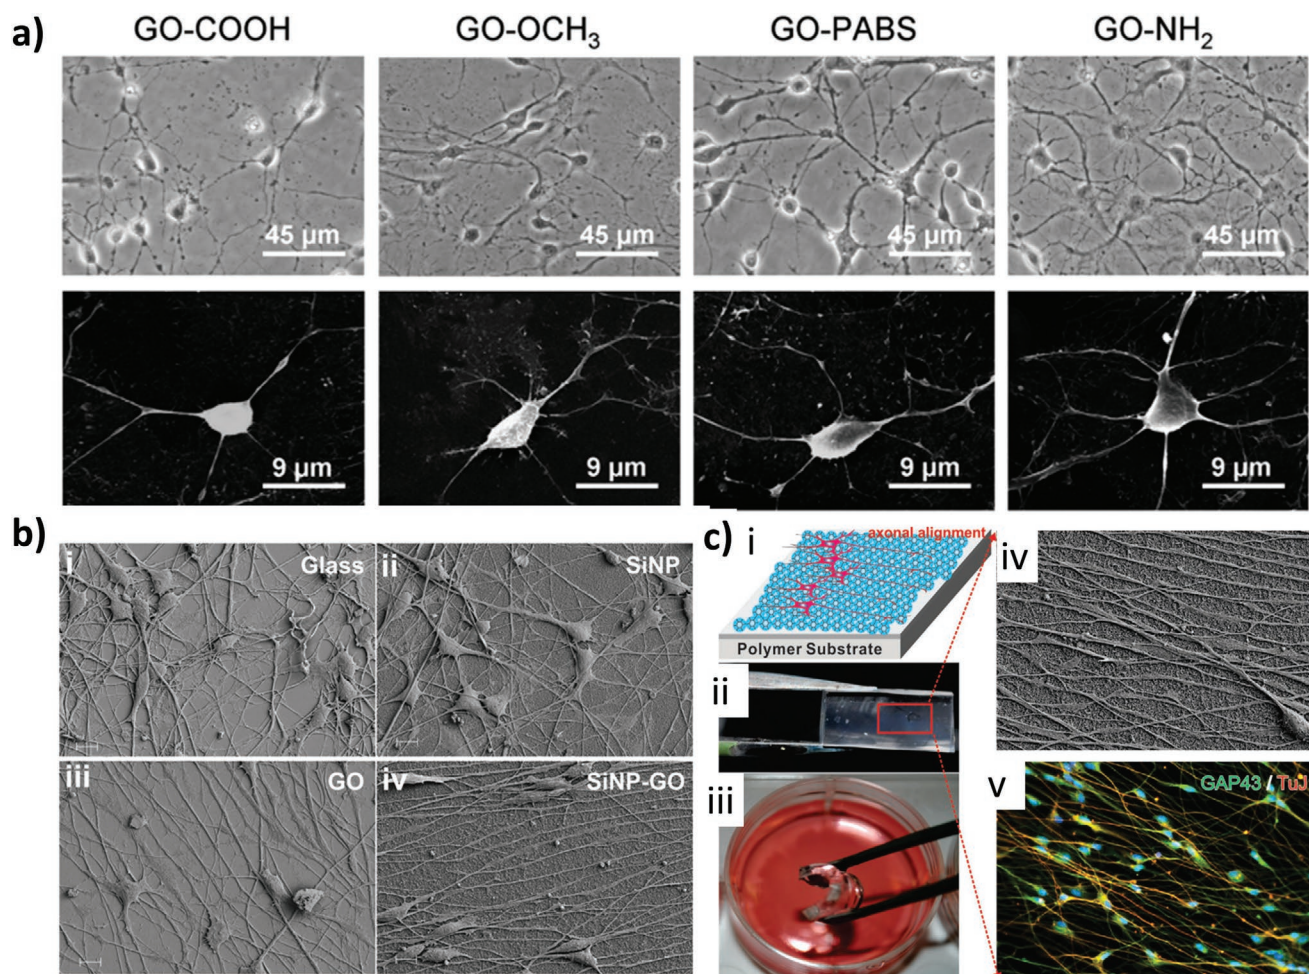 a)
GO-COOH
GO-OCH₃
GO-PABS
GO-NH₂
45 µm
45 µm
45 µm
45 µm
9 µm
9 µm
9 µm
9 µm
b)
i
Glass
ii
SiNP
iii
GO
iv
SiNP-GO
c)
i
axonal alignment
Polymer Substrate
ii
iii
iv
v
GAP43 / TuJ